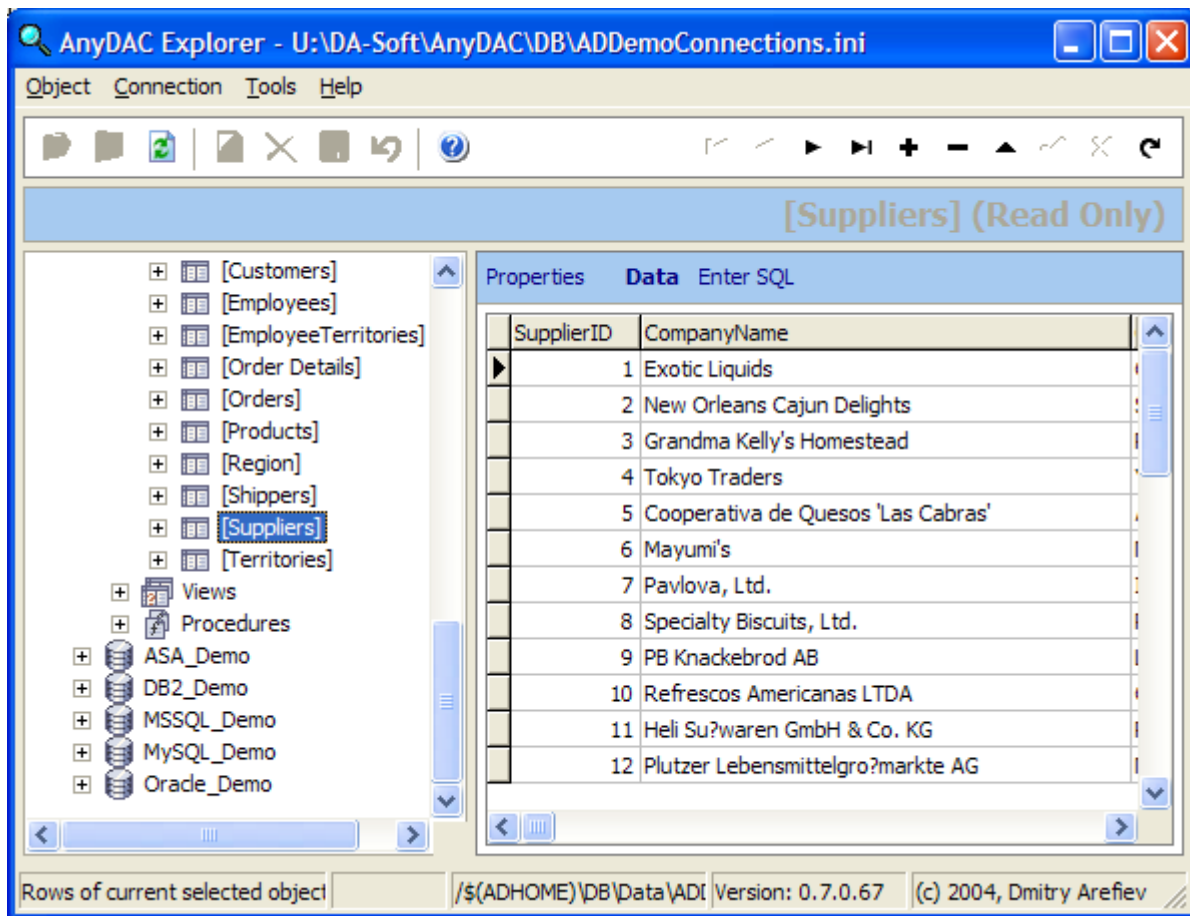 AnyDAC Explorer - U:\DA-Soft\AnyDAC\DB\ADDemoConnections.ini
Object Connection Tools Help
[Suppliers] (Read Only)
[Customers]
[Employees]
[EmployeeTerritories]
[Order Details]
[Orders]
[Products]
[Region]
[Shippers]
[Suppliers]
[Territories]
Views
Procedures
ASA_Demo
DB2_Demo
MSSQL_Demo
MySQL_Demo
Oracle_Demo
Properties Data Enter SQL
SupplierID CompanyName
1 Exotic Liquids
2 New Orleans Cajun Delights
3 Grandma Kelly's Homestead
4 Tokyo Traders
5 Cooperativa de Quesos 'Las Cabras'
6 Mayumi's
7 Pavlova, Ltd.
8 Specialty Biscuits, Ltd.
9 PB Knackebrod AB
10 Refrescos Americanas LTDA
11 Heli Su?waren GmbH & Co. KG
12 Plutzer Lebensmittelgro?markte AG
Rows of current selected object /$(ADHOME)\DB\Data\ADD Version: 0.7.0.67 (c) 2004, Dmitry Arefiev